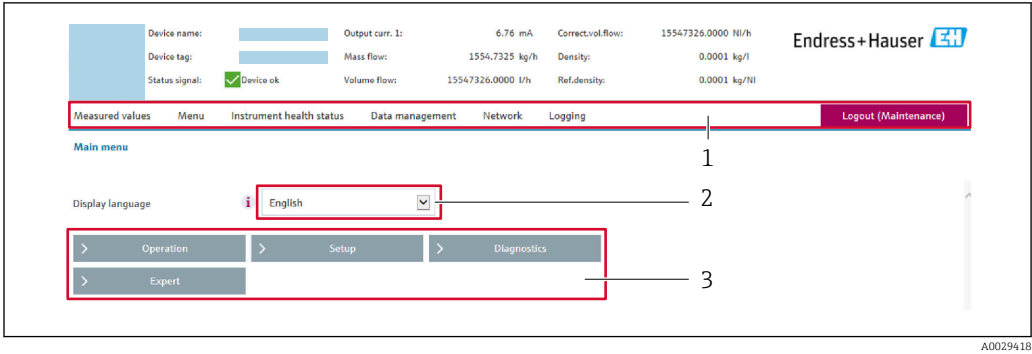 Device name: Output curr. 1: 6.76 mA Correct.vol.flow: 15547326.0000 Nl/h
Endress+Hauser EH
Device tag: Mass flow: 1554.7325 kg/h Density: 0.0001 kg/l
Status signal: Device ok Volume flow: 15547326.0000 l/h Ref.density: 0.0001 kg/Nl
Measured values Menu Instrument health status Data management Network Logging Logout (Maintenance)
1
Main menu
Display language i English 2
> Operation > Setup > Diagnostics
> Expert 3
A0029418